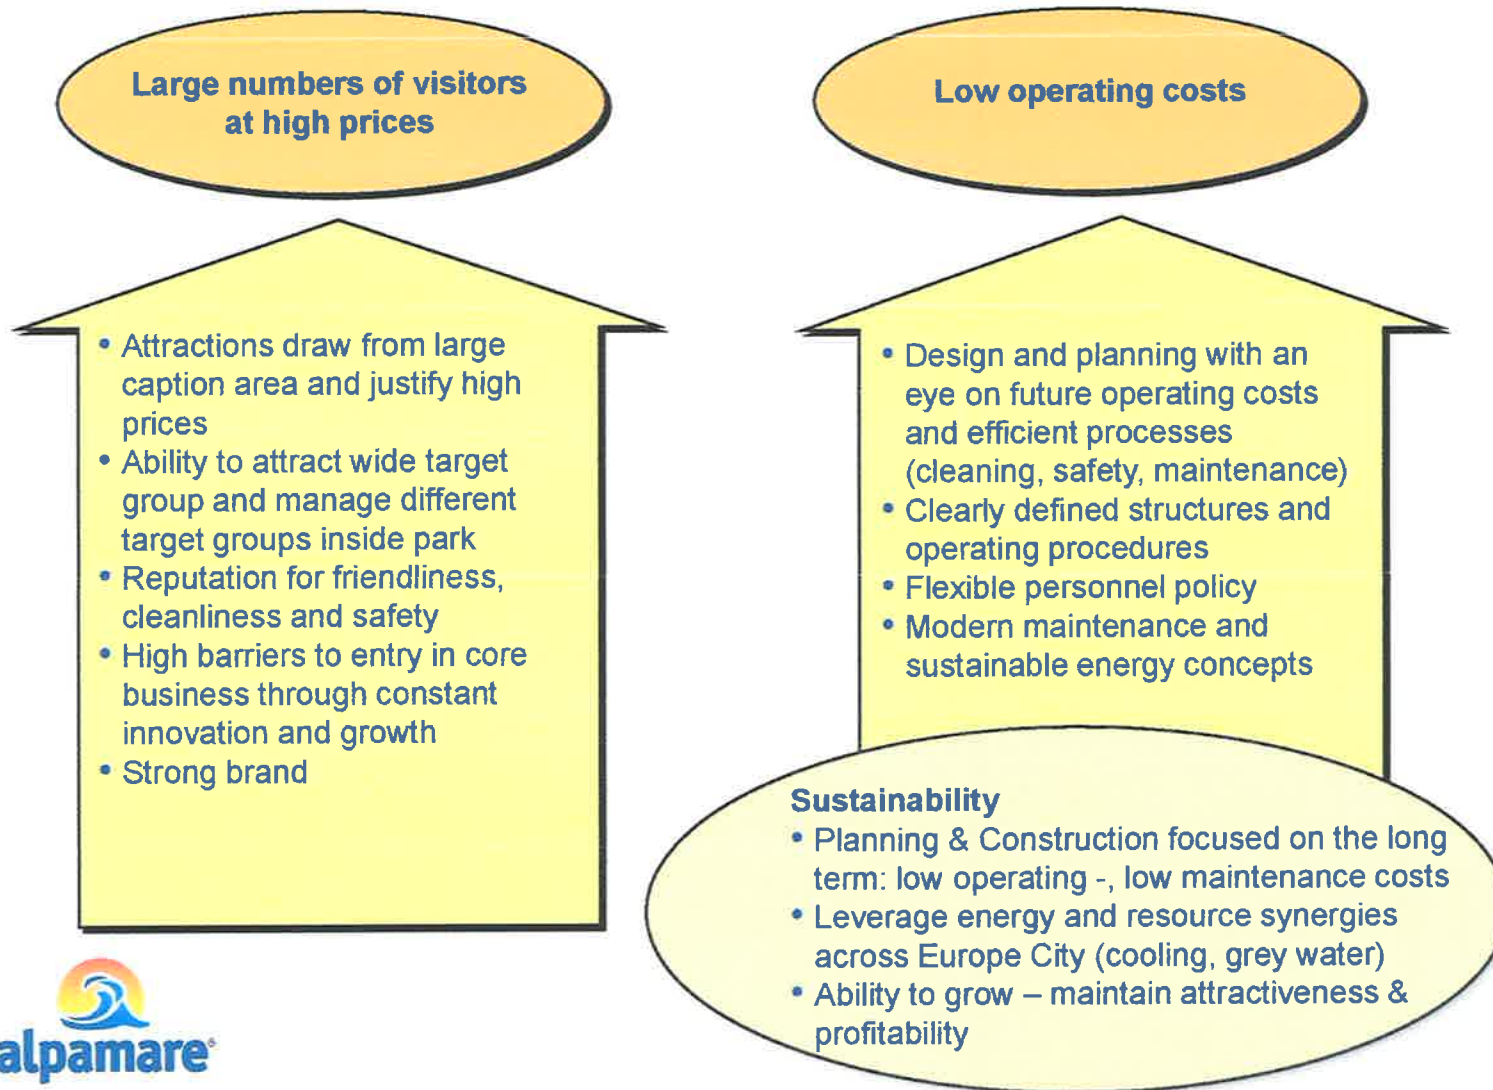 Large numbers of visitors
at high prices
• Attractions draw from large
caption area and justify high
prices
• Ability to attract wide target
group and manage different
target groups inside park
• Reputation for friendliness,
cleanliness and safety
• High barriers to entry in core
business through constant
innovation and growth
• Strong brand
Low operating costs
• Design and planning with an
eye on future operating costs
and efficient processes
(cleaning, safety, maintenance)
• Clearly defined structures and
operating procedures
• Flexible personnel policy
• Modern maintenance and
sustainable energy concepts
Sustainability
• Planning & Construction focused on the long
term: low operating -, low maintenance costs
• Leverage energy and resource synergies
across Europe City (cooling, grey water)
• Ability to grow – maintain attractiveness &
profitability
alpamare®